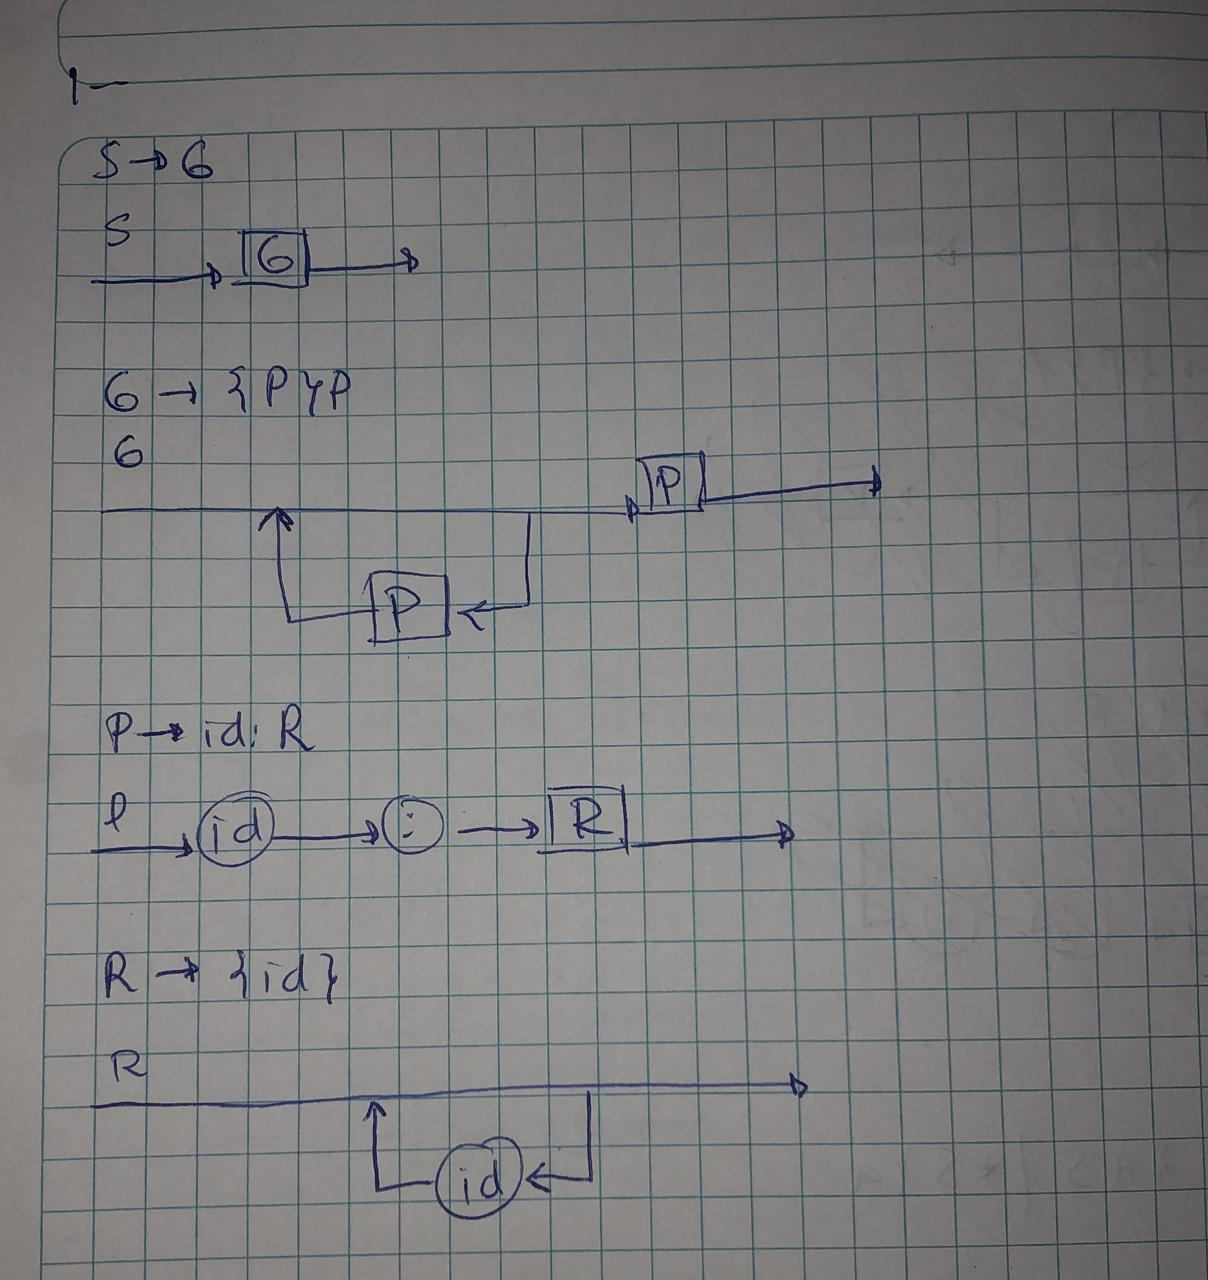 1-
S → G
S
G
G → {P}P
G
P
P
P → id: R
P
id : R
R → {id}
R
id